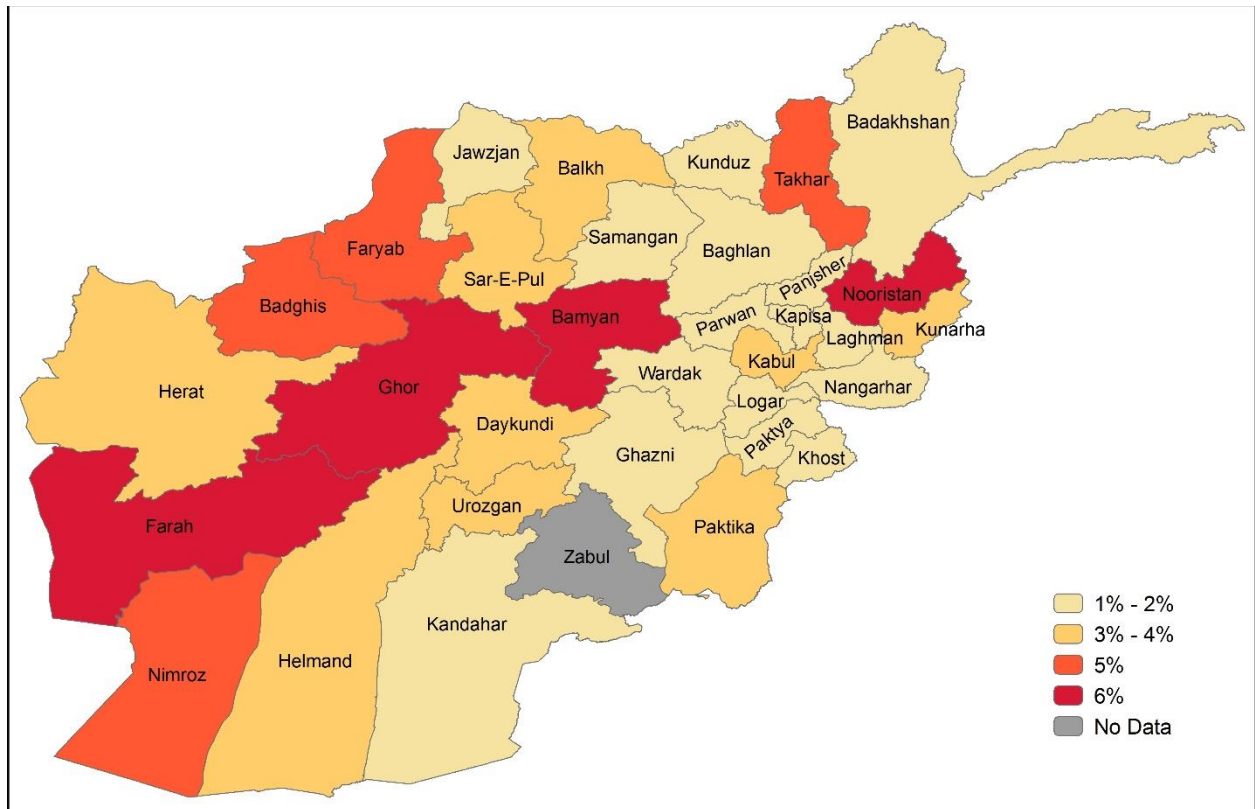 Badakhshan
Jawzjan
Balkh
Kunduz
Takhar
Faryab
Samangan
Baghlan
Sar-E-Pul
Badghis
Panjsher
Nooristan
Bamyan
Parwan
Kapisa
Kunarha
Laghman
Kabul
Herat
Ghor
Wardak
Nangarhar
Logar
Daykundi
Paktya
Ghazni
Khost
Urozgan
Farah
Paktika
Zabul
Kandahar
Helmand
Nimroz
1% - 2%
3% - 4%
5%
6%
No Data